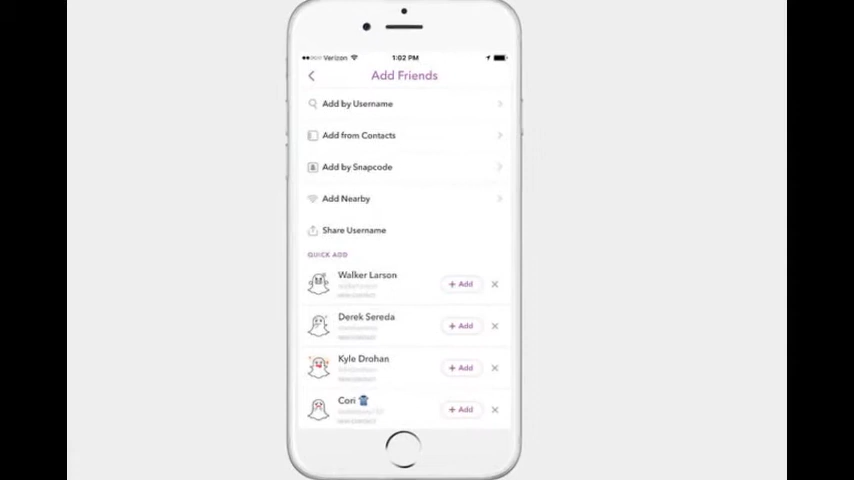 Verizon 1:02 PM
Add Friends
Add by Username
Add from Contacts
Add by Snapcode
Add Nearby
Share Username
QUICK ADD
Walker Larson
+ Add
Derek Sereda
+ Add
Kyle Drohan
+ Add
Cori
+ Add